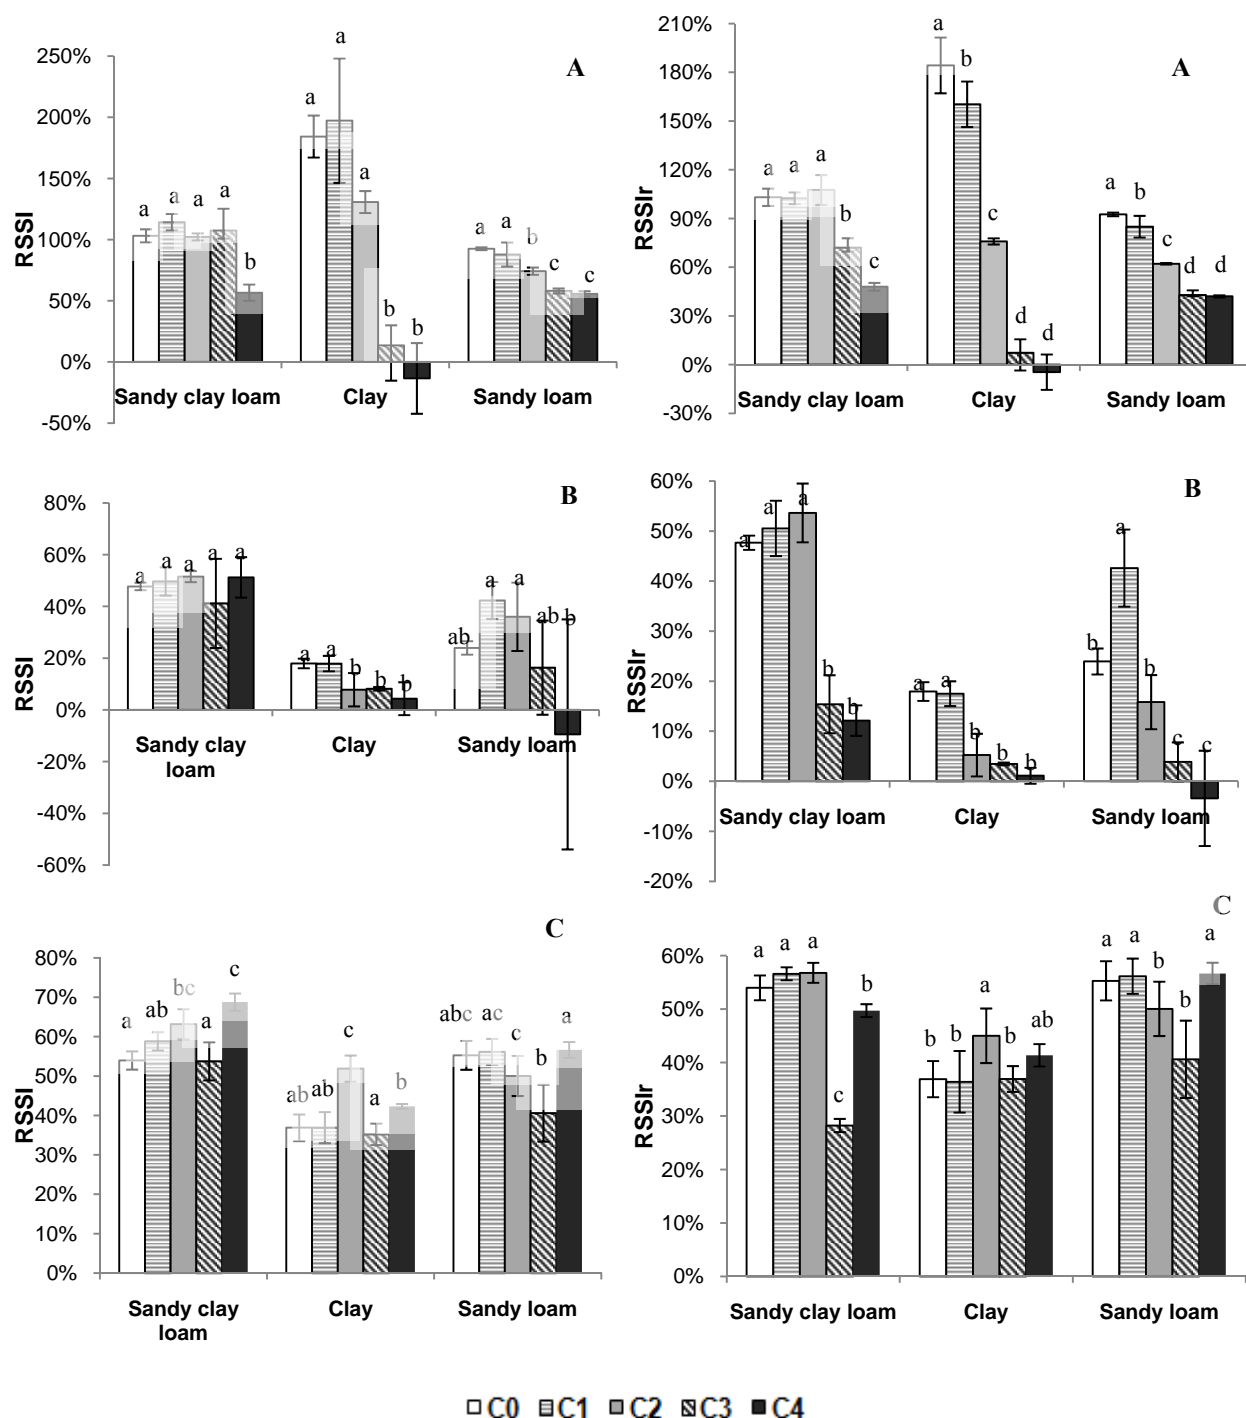 A
RSSI
250%
200%
150%
100%
50%
0%
-50%
a a a a b
a a a b b
a a b c c
Sandy clay loam Clay Sandy loam
A
RSSIr
210%
180%
150%
120%
90%
60%
30%
0%
-30%
a a a b c
a b c d d
a b c d d
Sandy clay loam Clay Sandy loam
B
RSSI
80%
60%
40%
20%
0%
-20%
-40%
-60%
a a a a a
a a b b b
ab a a ab b
Sandy clay loam Clay Sandy loam
B
RSSIr
60%
50%
40%
30%
20%
10%
0%
-10%
-20%
a a a b b
a a b b b
b a b c c
Sandy clay loam Clay Sandy loam
C
RSSI
80%
70%
60%
50%
40%
30%
20%
10%
0%
a ab bc a c
ab ab c a b
abc ac c b a
Sandy clay loam Clay Sandy loam
C
RSSIr
60%
50%
40%
30%
20%
10%
0%
a a a c b
b b a b ab
a a b b a
Sandy clay loam Clay Sandy loam
C0 C1 C2 C3 C4